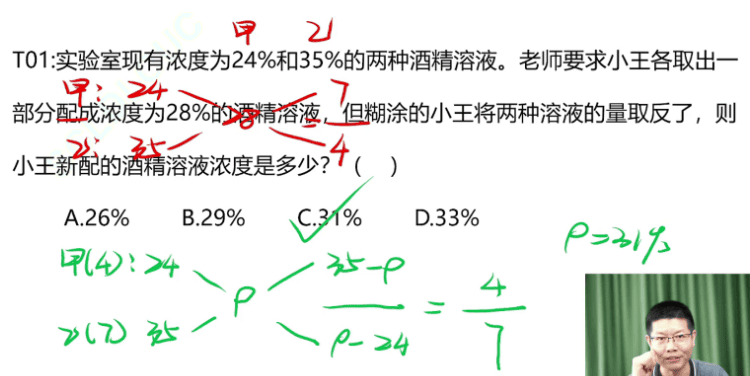 甲 乙
T01:实验室现有浓度为24%和35%的两种酒精溶液。老师要求小王各取出一
甲: 24 7
部分配成浓度为28%的酒精溶液，但糊涂的小王将两种溶液的量取反了，则
28 =
乙: 35 4
小王新配的酒精溶液浓度是多少？（ ）
A.26% B.29% C.31% D.33%
P=31%
甲(4): 24 35-P 4
P =
乙(7) 35 P-24 7